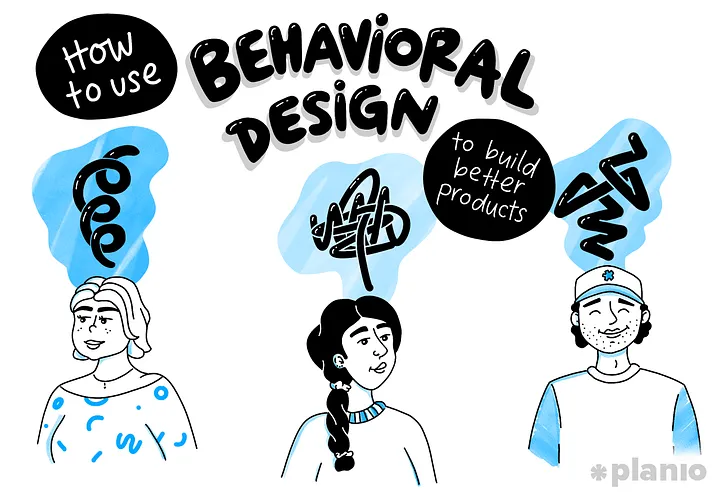 How
to use
BEHAVIORAL
DESIGN
to build
better
products
*planio